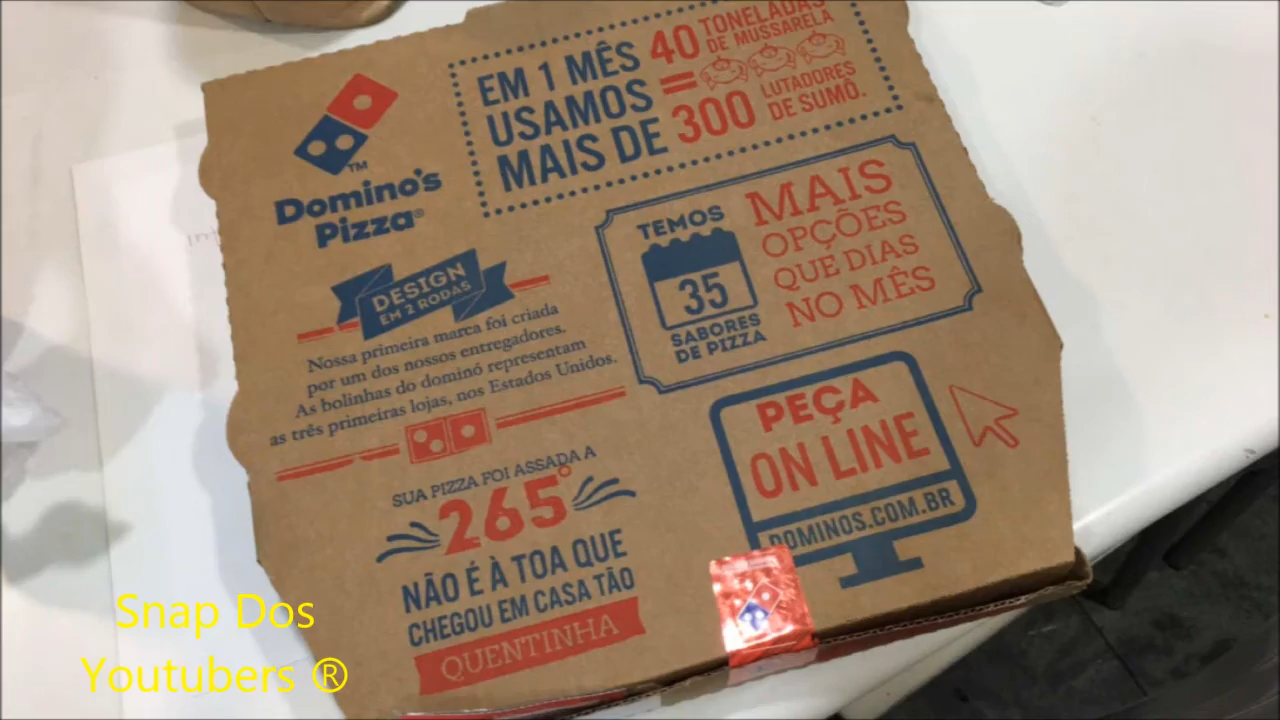 Domino's
Pizza®
TM
EM 1 MÊS
USAMOS
MAIS DE
40
TONELADAS
DE MUSSARELA
=
300
LUTADORES
DE SUMÔ.
TEMOS
35
SABORES
DE PIZZA
MAIS
OPÇÕES
QUE DIAS
NO MÊS
DESIGN
EM 2 RODAS
Nossa primeira marca foi criada
por um dos nossos entregadores.
As bolinhas do dominó representam
as três primeiras lojas, nos Estados Unidos.
SUA PIZZA FOI ASSADA A
265°
NÃO É À TOA QUE
CHEGOU EM CASA TÃO
QUENTINHA
PEÇA
ON LINE
DOMINOS.COM.BR
Snap Dos
Youtubers ®